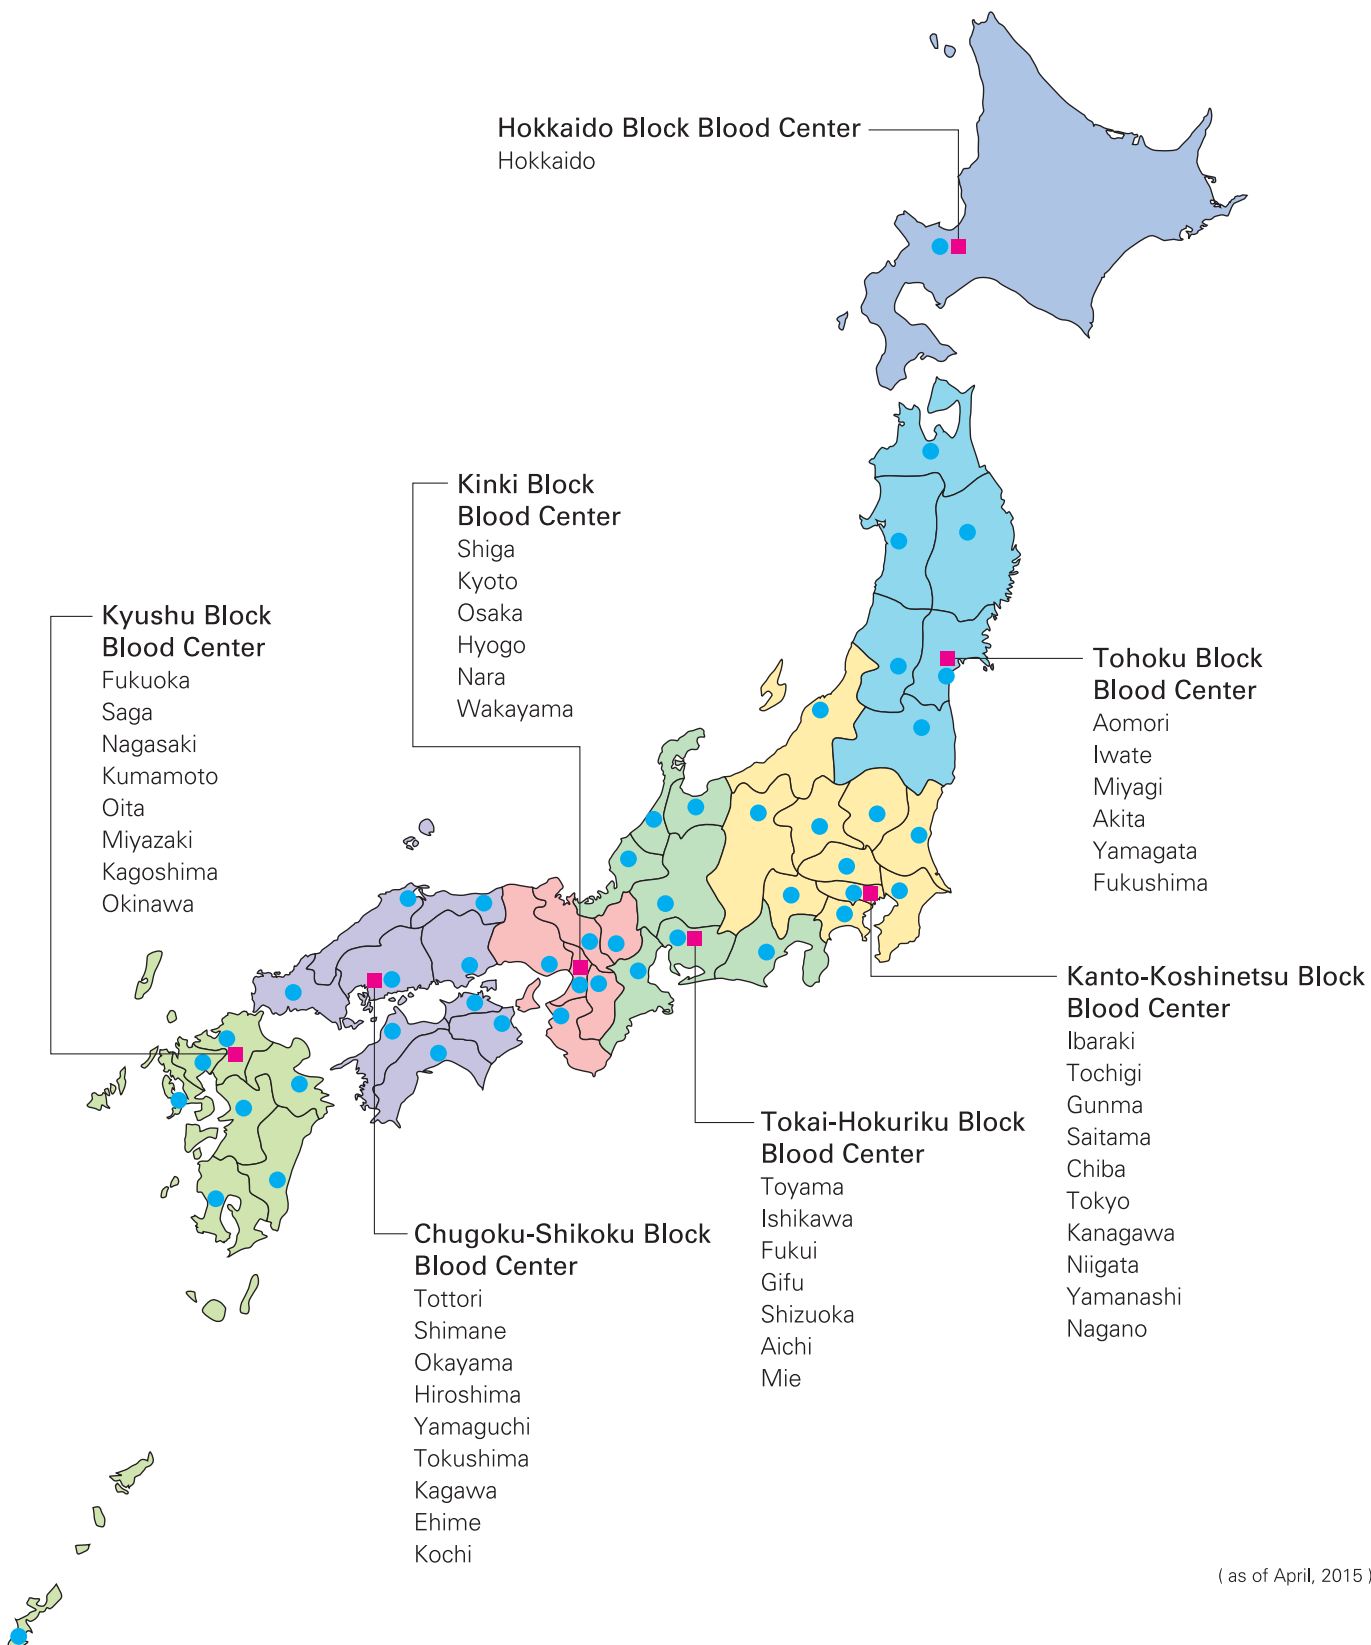 Hokkaido Block Blood Center
Hokkaido
Kinki Block
Blood Center
Shiga
Kyoto
Osaka
Hyogo
Nara
Wakayama
Kyushu Block
Blood Center
Fukuoka
Saga
Nagasaki
Kumamoto
Oita
Miyazaki
Kagoshima
Okinawa
Tohoku Block
Blood Center
Aomori
Iwate
Miyagi
Akita
Yamagata
Fukushima
Kanto-Koshinetsu Block
Blood Center
Ibaraki
Tochigi
Gunma
Saitama
Chiba
Tokyo
Kanagawa
Niigata
Yamanashi
Nagano
Tokai-Hokuriku Block
Blood Center
Toyama
Ishikawa
Fukui
Gifu
Shizuoka
Aichi
Mie
Chugoku-Shikoku Block
Blood Center
Tottori
Shimane
Okayama
Hiroshima
Yamaguchi
Tokushima
Kagawa
Ehime
Kochi
( as of April, 2015 )